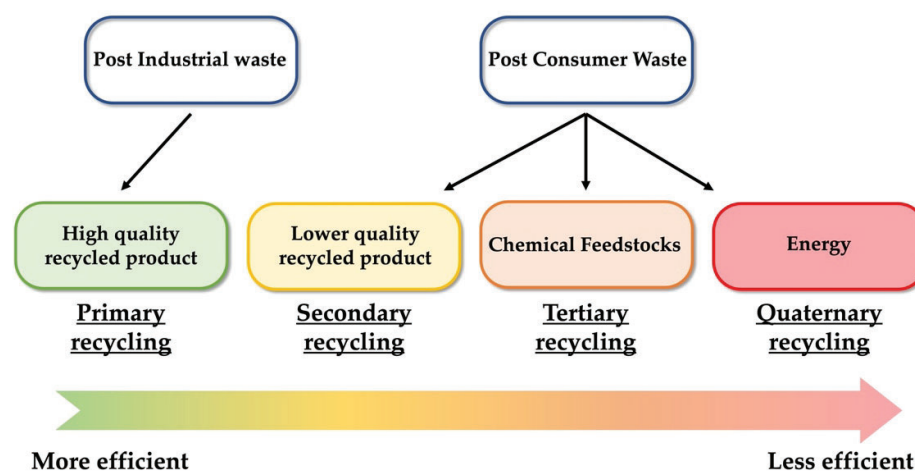 Post Industrial waste
Post Consumer Waste
High quality
recycled product
Lower quality
recycled product
Chemical Feedstocks
Energy
Primary
recycling
Secondary
recycling
Tertiary
recycling
Quaternary
recycling
More efficient
Less efficient